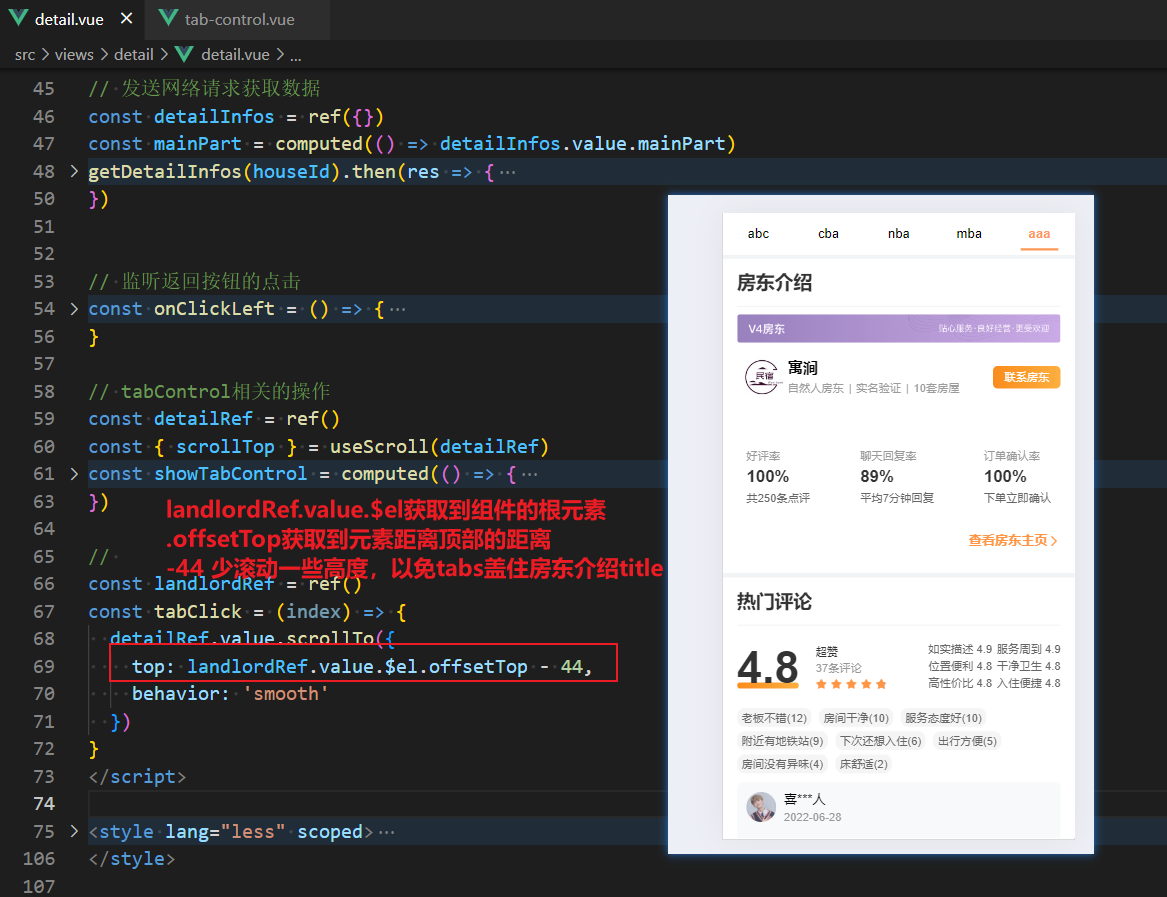 detail.vue
tab-control.vue
src > views > detail > detail.vue > ...
45 // 发送网络请求获取数据
46 const detailInfos = ref({})
47 const mainPart = computed(() => detailInfos.value.mainPart)
48 getDetailInfos(houseId).then(res => { ...
50 })
51
52
53 // 监听返回按钮的点击
54 const onClickLeft = () => { ...
56 }
57
58 // tabControl相关的操作
59 const detailRef = ref()
60 const { scrollTop } = useScroll(detailRef)
61 const showTabControl = computed(() => { ...
63 })
64
65 //
66 const landlordRef = ref()
67 const tabClick = (index) => {
68 detailRef.value.scrollTo({
69 top: landlordRef.value.$el.offsetTop - 44,
70 behavior: 'smooth'
71 })
72 }
73 </script>
74
75 <style lang="less" scoped> ...
106 </style>
107
landlordRef.value.$el获取到组件的根元素
.offsetTop获取到元素距离顶部的距离
-44 少滚动一些高度，以免tabs盖住房东介绍title
abc cba nba mba aaa
房东介绍
V4房东 贴心服务·良好经营·更受欢迎
民宿
寓润
自然人房东 | 实名验证 | 10套房屋
联系房东
好评率 聊天回复率 订单确认率
100% 89% 100%
共250条点评 平均7分钟回复 下单立即确认
查看房东主页 >
热门评论
4.8
超赞
37条评论
★★★★★
如实描述 4.9 服务周到 4.9
位置便利 4.8 干净卫生 4.8
高性价比 4.8 入住便捷 4.8
老板不错(12) 房间干净(10) 服务态度好(10)
附近有地铁站(9) 下次还想入住(6) 出行方便(5)
房间没有异味(4) 床舒适(2)
喜***人
2022-06-28